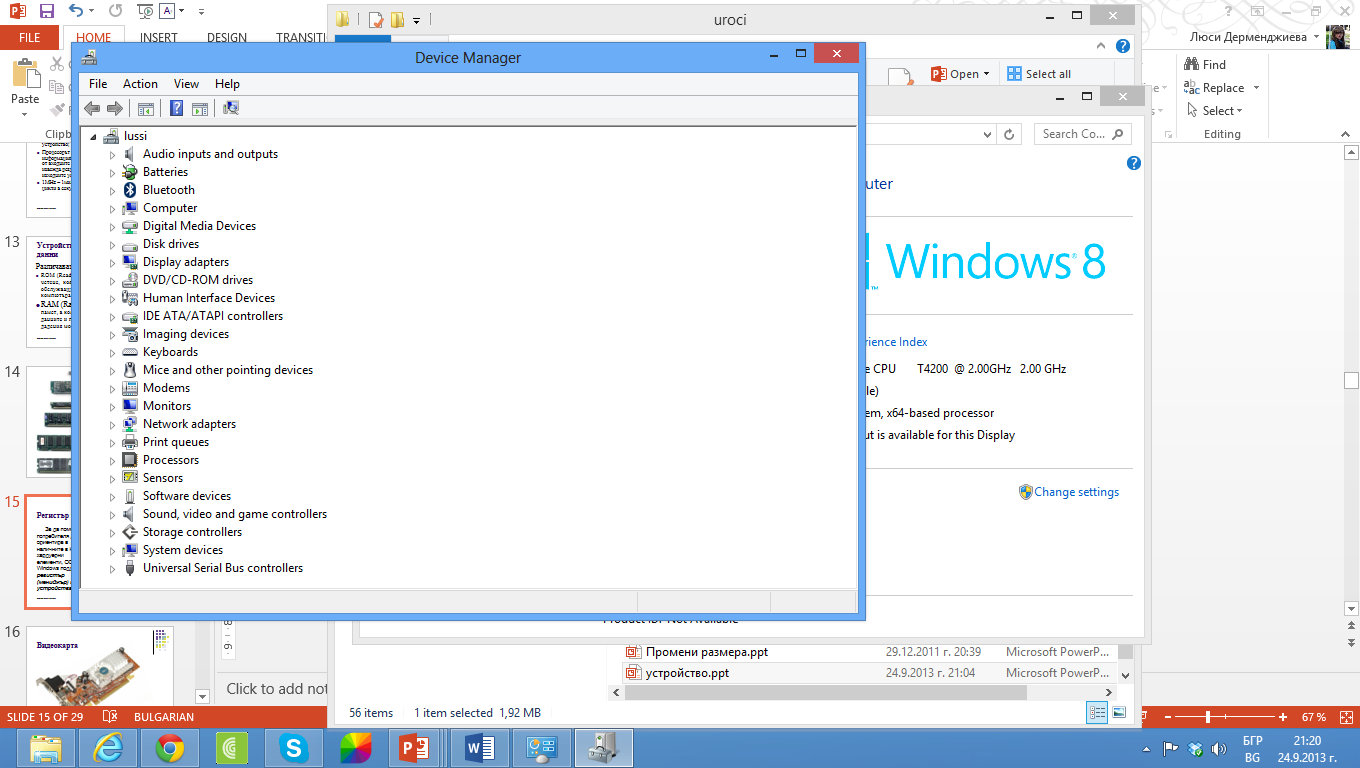 FILE
HOME
INSERT
DESIGN
TRANSITI
Paste
Clipb
uroci
Open
Select all
Люси Дерменджиева
Find
Replace
Select
Editing
Device Manager
File Action View Help
lussi
Audio inputs and outputs
Batteries
Bluetooth
Computer
Digital Media Devices
Disk drives
Display adapters
DVD/CD-ROM drives
Human Interface Devices
IDE ATA/ATAPI controllers
Imaging devices
Keyboards
Mice and other pointing devices
Modems
Monitors
Network adapters
Print queues
Processors
Sensors
Software devices
Sound, video and game controllers
Storage controllers
System devices
Universal Serial Bus controllers
Search Co...
uter
Windows 8
rience Index
e CPU T4200 @ 2.00GHz 2.00 GHz
le)
em, x64-based processor
ut is available for this Display
Change settings
13
14
15
Регистър
16
Видеокарта
Click to add not
Промени размера.ppt 29.12.2011 г. 20:39 Microsoft PowerP...
устройство.ppt 24.9.2013 г. 21:04 Microsoft PowerP...
56 items 1 item selected 1,92 MB
SLIDE 15 OF 29 BULGARIAN
67 %
БГР
BG
21:20
24.9.2013 г.